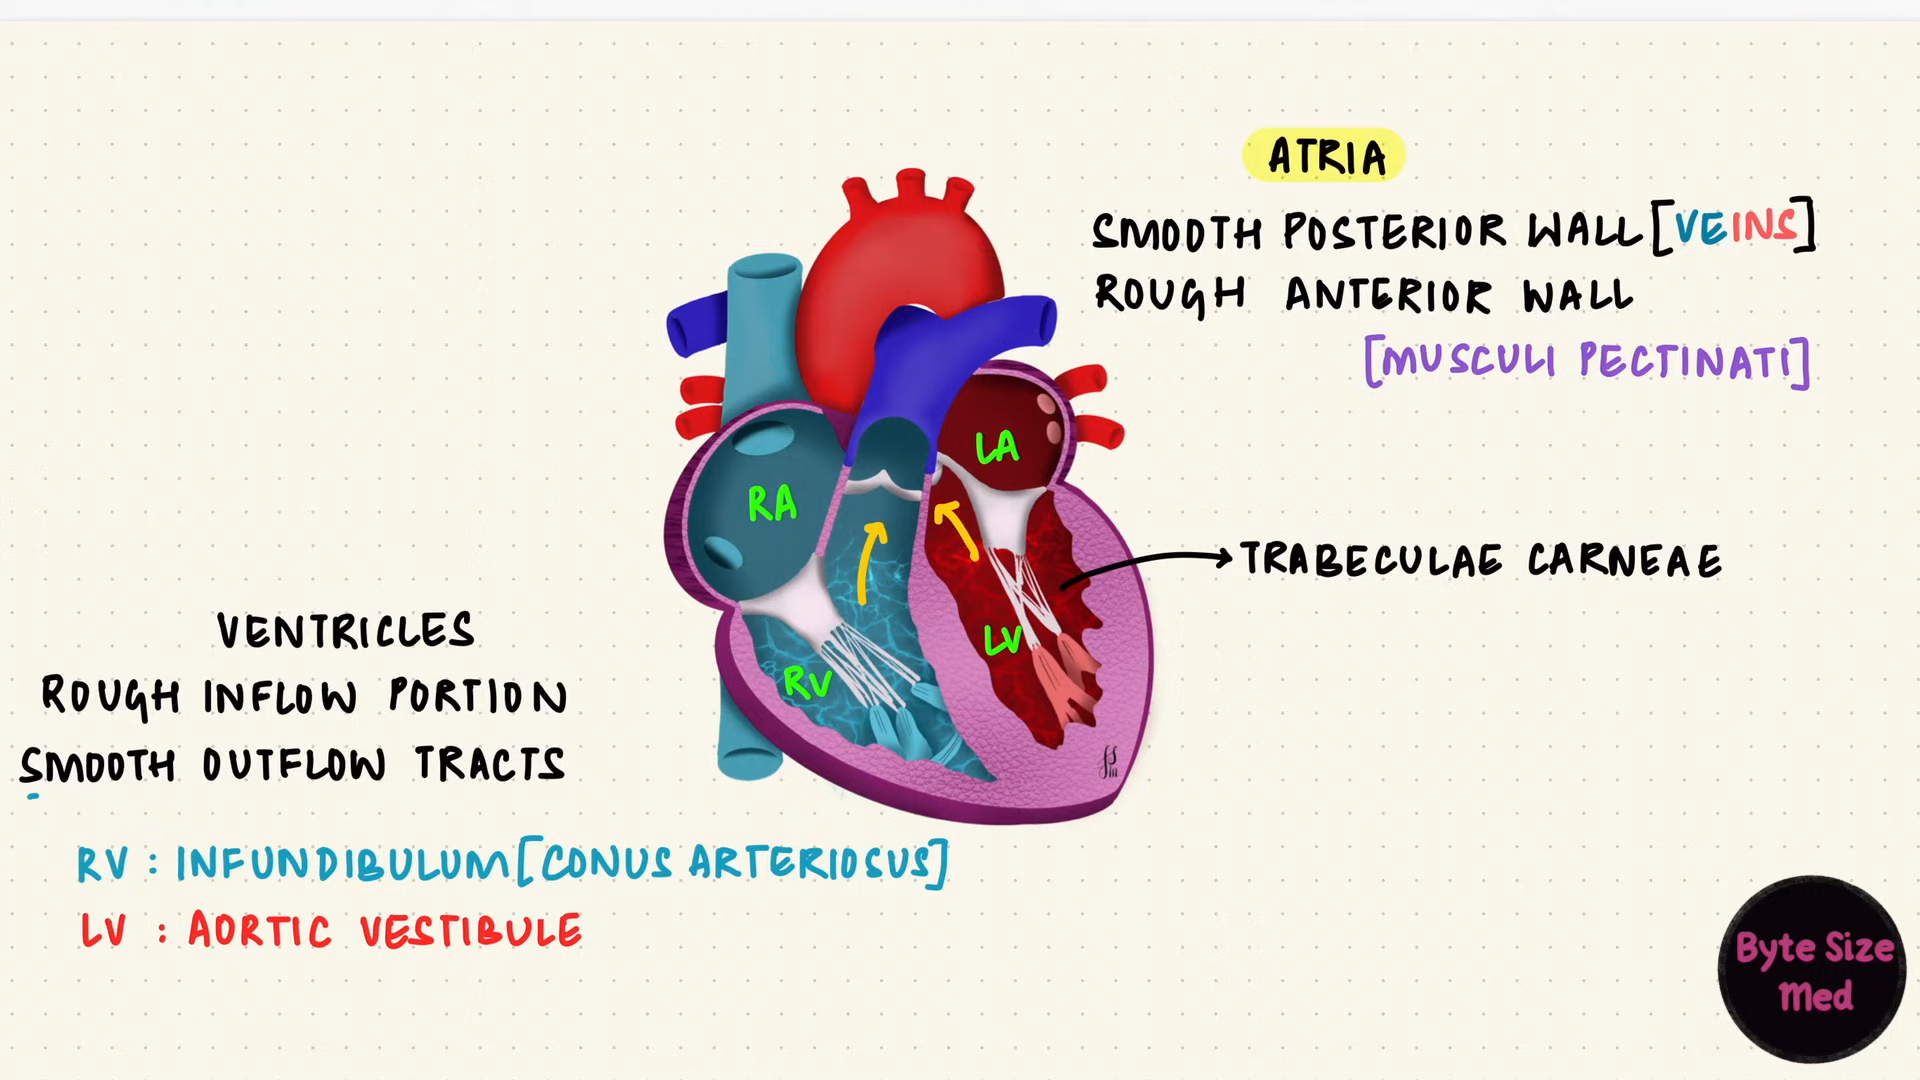 ATRIA
SMOOTH POSTERIOR WALL [VEINS]
ROUGH ANTERIOR WALL
[MUSCULI PECTINATI]
LA
RA
TRABECULAE CARNEAE
LV
RV
VENTRICLES
ROUGH INFLOW PORTION
SMOOTH OUTFLOW TRACTS
RV : INFUNDIBULUM [CONUS ARTERIOSUS]
LV : AORTIC VESTIBULE
Byte Size
Med